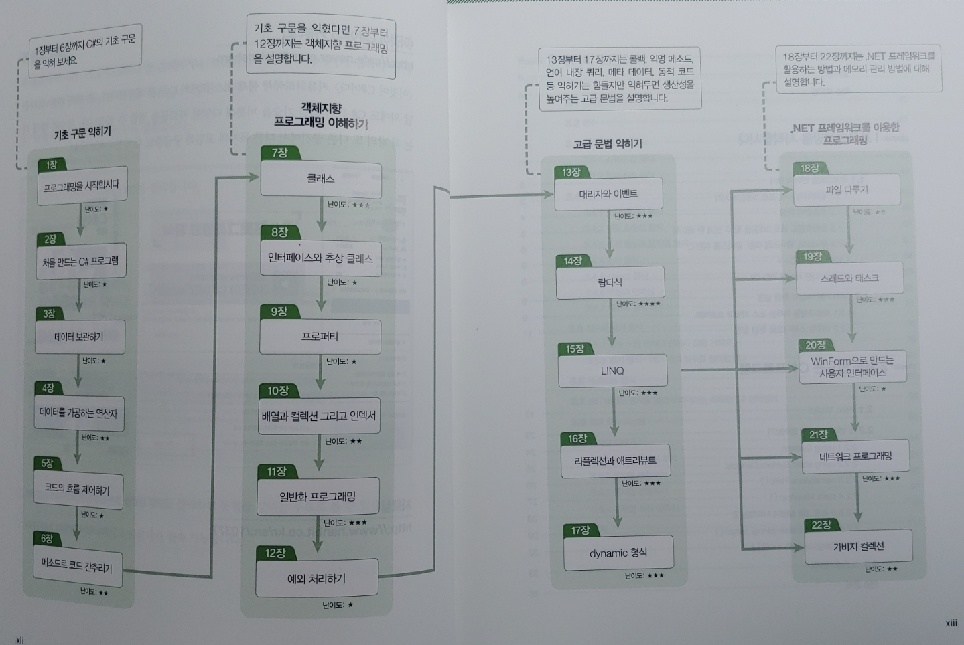 1장부터 6장까지 C#의 기초 구문
을 익혀 보세요.
기초 구문 익히기
1장
프로그래밍을 시작합시다
난이도: ★
2장
처음 만드는 C# 프로그램
난이도: ★
3장
데이터 보관하기
난이도: ★
4장
데이터를 가공하는 연산자
난이도: ★★
5장
코드의 흐름 제어하기
난이도: ★
6장
메소드로 코드 간추리기
난이도: ★★
xii
기초 구문을 익혔다면 7장부터
12장까지는 객체지향 프로그래밍
을 설명합니다.
객체지향
프로그래밍 이해하기
7장
클래스
난이도: ★★★
8장
인터페이스와 추상 클래스
난이도: ★
9장
프로퍼티
난이도: ★
10장
배열과 컬렉션 그리고 인덱서
난이도: ★★
11장
일반화 프로그래밍
난이도: ★★★
12장
예외 처리하기
난이도: ★
13장부터 17장까지는 콜백, 익명 메소드,
언어 내장 쿼리, 메타 데이터, 동적 코드
등 익히기는 힘들지만 익혀두면 생산성을
높여주는 고급 문법을 설명합니다.
고급 문법 익히기
13장
대리자와 이벤트
난이도: ★★★
14장
람다식
난이도: ★★★★
15장
LINQ
난이도: ★★★
16장
리플렉션과 애트리뷰트
난이도: ★★★
17장
dynamic 형식
난이도: ★★★
18장부터 22장까지는 .NET 프레임워크를
활용하는 방법과 메모리 관리 방법에 대해
설명합니다.
.NET 프레임워크를 이용한
프로그래밍
18장
파일 다루기
난이도: ★★
19장
스레드와 태스크
난이도: ★★★
20장
WinForm으로 만드는
사용자 인터페이스
난이도: ★
21장
네트워크 프로그래밍
난이도: ★★★
22장
가비지 컬렉션
난이도: ★★
xiii